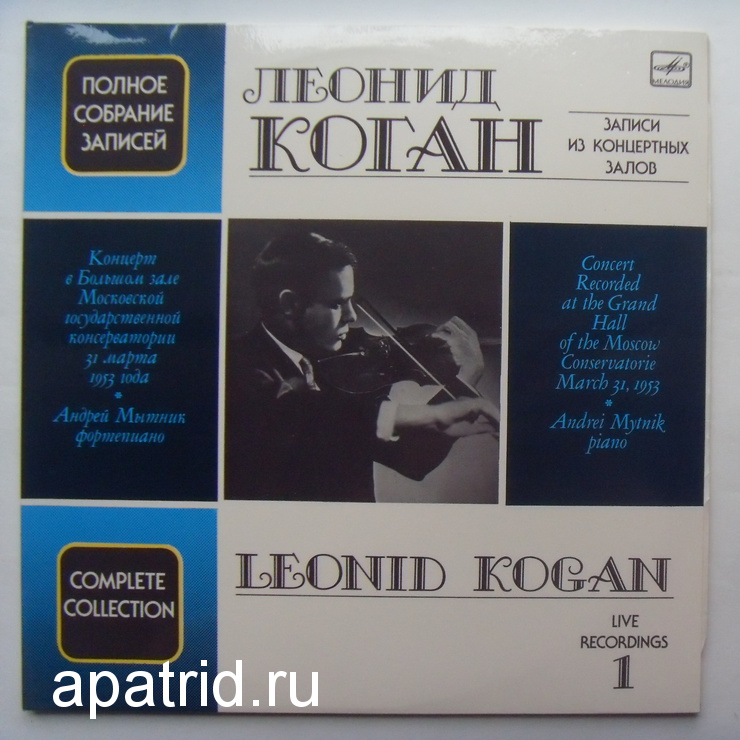 ПОЛНОЕ
СОБРАНИЕ
ЗАПИСЕЙ
ЛЕОНИД
КОГАН
МЕЛОДИЯ
ЗАПИСИ
ИЗ КОНЦЕРТНЫХ
ЗАЛОВ
Концерт
в Большом зале
Московской
государственной
консерватории
31 марта
1953 года
*
Андрей Мытник
фортепиано
Concert
Recorded
at the Grand
Hall
of the Moscow
Conservatorie
March 31, 1953
*
Andrei Mytnik
piano
COMPLETE
COLLECTION
LEONID KOGAN
LIVE
RECORDINGS
1
apatrid.ru